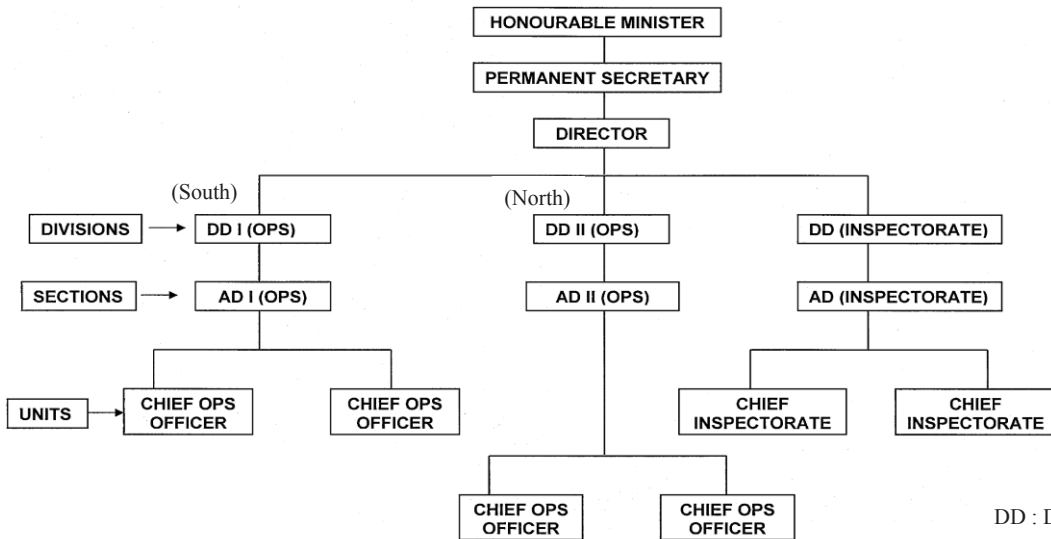 HONOURABLE MINISTER
PERMANENT SECRETARY
DIRECTOR
(South)
(North)
DIVISIONS
DD I (OPS)
DD II (OPS)
DD (INSPECTORATE)
SECTIONS
AD I (OPS)
AD II (OPS)
AD (INSPECTORATE)
UNITS
CHIEF OPS
OFFICER
CHIEF OPS
OFFICER
CHIEF
INSPECTORATE
CHIEF
INSPECTORATE
CHIEF OPS
OFFICER
CHIEF OPS
OFFICER
DD : D